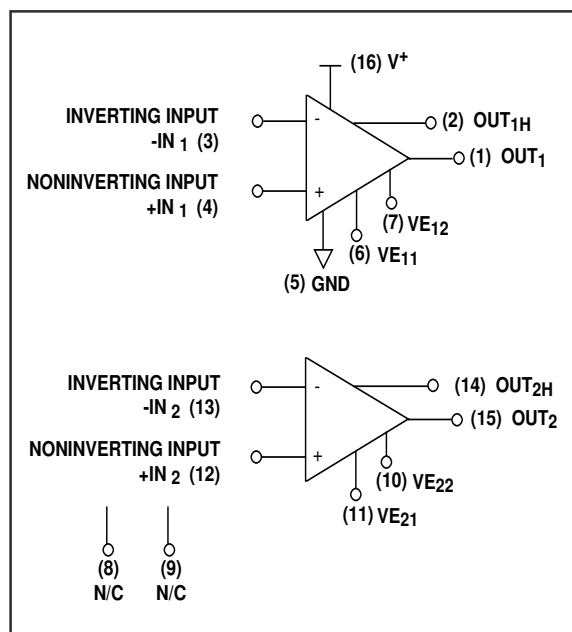 (16) V+
INVERTING INPUT
-IN 1 (3)
-
(2) OUT1H
(1) OUT1
NONINVERTING INPUT
+IN 1 (4)
+
(7) VE12
(6) VE11
(5) GND
INVERTING INPUT
-IN 2 (13)
-
(14) OUT2H
(15) OUT2
NONINVERTING INPUT
+IN 2 (12)
+
(10) VE22
(11) VE21
(8) (9)
N/C N/C